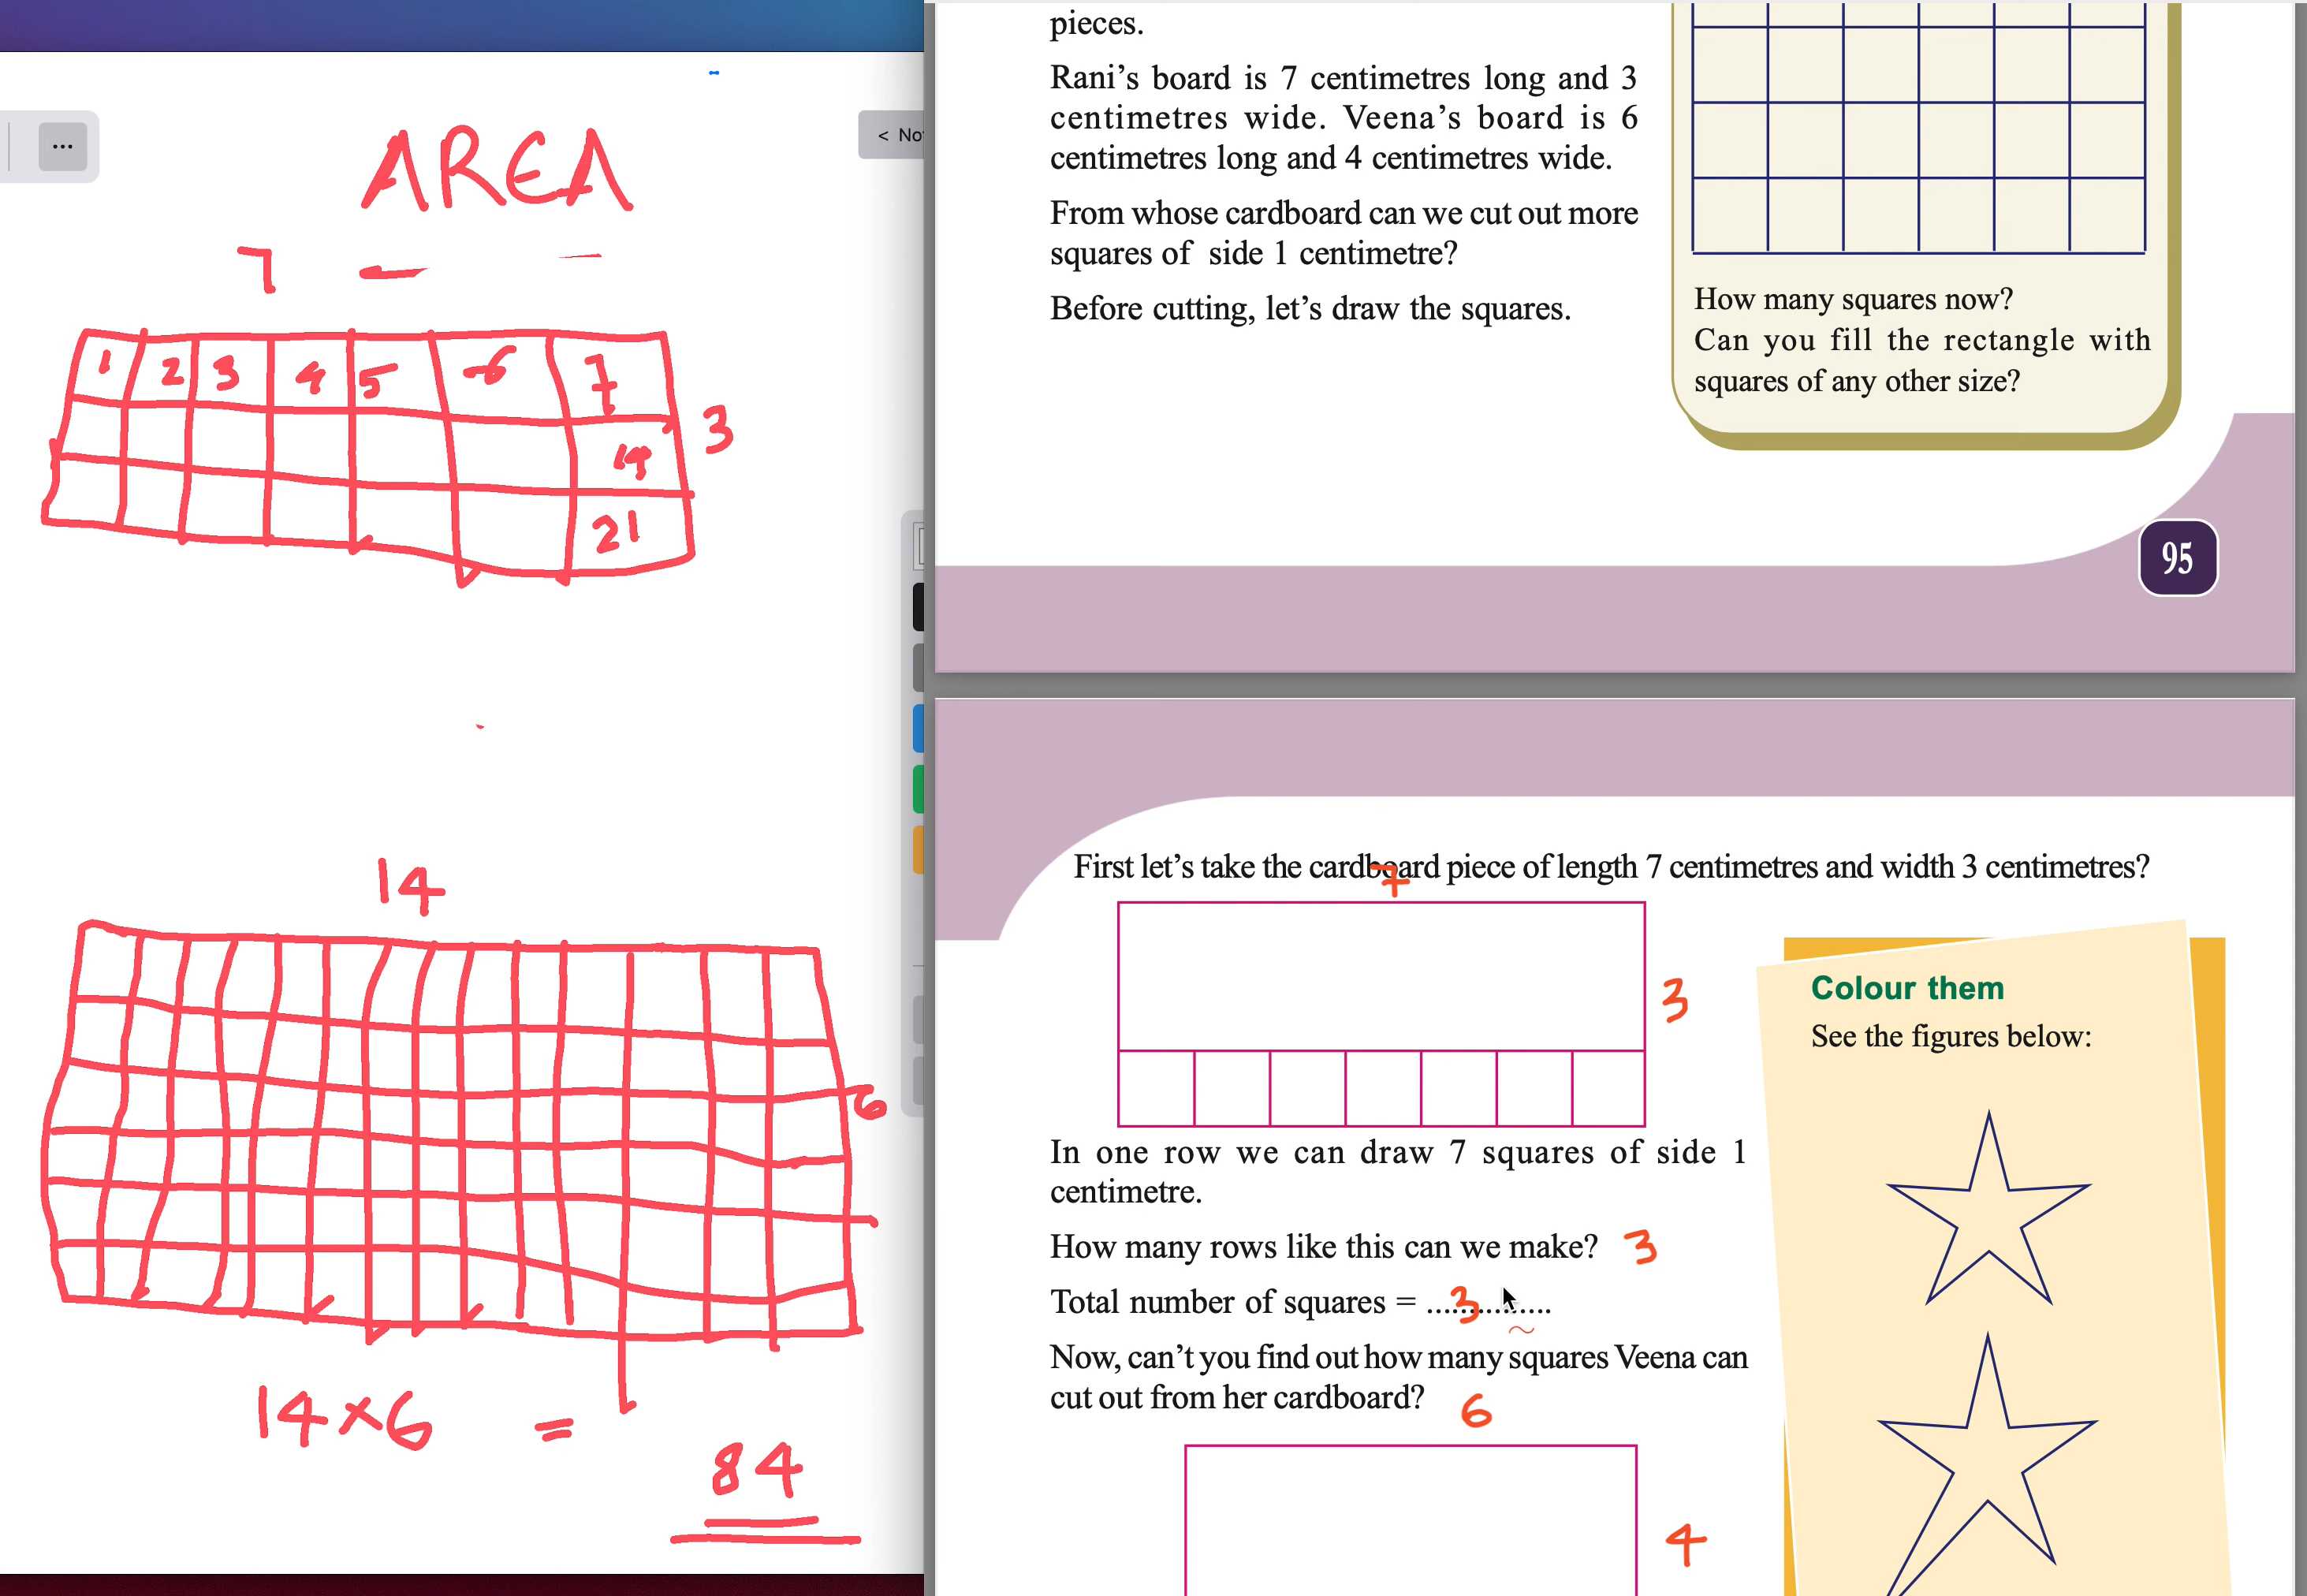 ...
< No
AREA
7
1 2 3 4 5 6 7
14
21
3
14
6
14 × 6 =
84
pieces.
Rani's board is 7 centimetres long and 3
centimetres wide. Veena's board is 6
centimetres long and 4 centimetres wide.
From whose cardboard can we cut out more
squares of side 1 centimetre?
Before cutting, let's draw the squares.
How many squares now?
Can you fill the rectangle with
squares of any other size?
95
First let's take the cardboard piece of length 7 centimetres and width 3 centimetres?
7
3
In one row we can draw 7 squares of side 1
centimetre.
How many rows like this can we make? 3
Total number of squares = ...3............
Now, can't you find out how many squares Veena can
cut out from her cardboard?
6
4
Colour them
See the figures below: